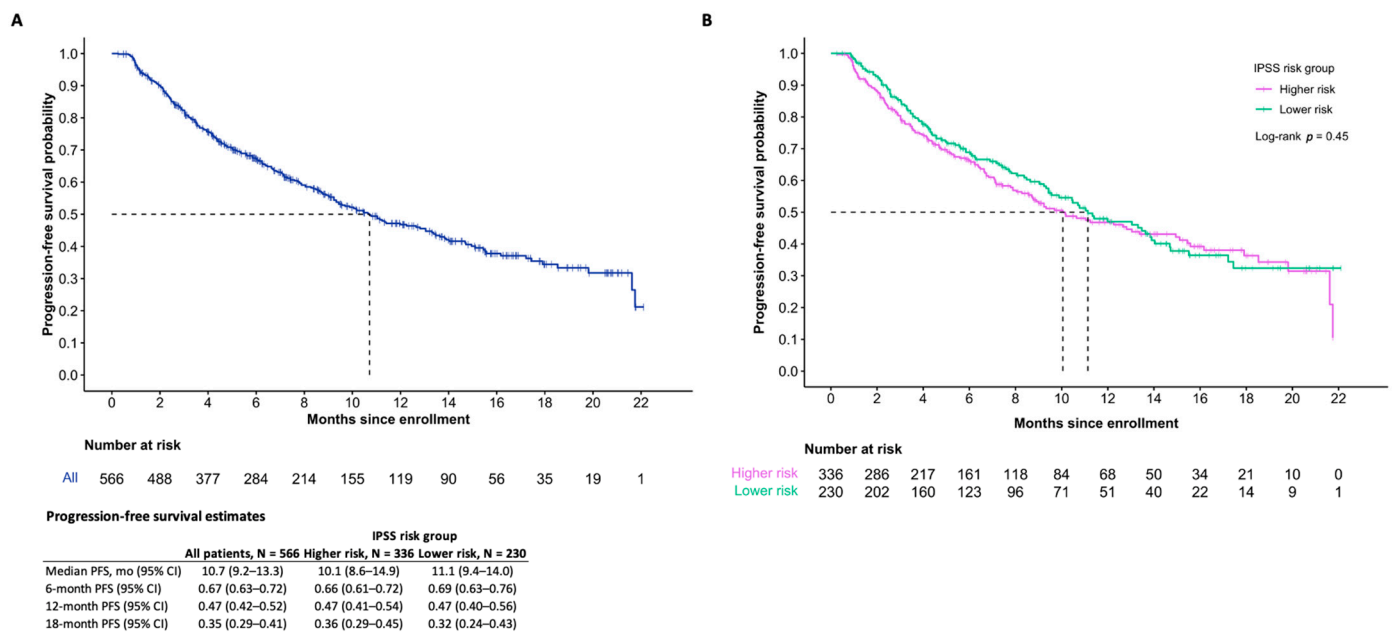 A
Progression-free survival probability
1.0
0.9
0.8
0.7
0.6
0.5
0.4
0.3
0.2
0.1
0.0
0 2 4 6 8 10 12 14 16 18 20 22
Months since enrollment
Number at risk
All 566 488 377 284 214 155 119 90 56 35 19 1
Progression-free survival estimates
IPSS risk group
All patients, N = 566 Higher risk, N = 336 Lower risk, N = 230
Median PFS, mo (95% CI) 10.7 (9.2–13.3) 10.1 (8.6–14.9) 11.1 (9.4–14.0)
6-month PFS (95% CI) 0.67 (0.63–0.72) 0.66 (0.61–0.72) 0.69 (0.63–0.76)
12-month PFS (95% CI) 0.47 (0.42–0.52) 0.47 (0.41–0.54) 0.47 (0.40–0.56)
18-month PFS (95% CI) 0.35 (0.29–0.41) 0.36 (0.29–0.45) 0.32 (0.24–0.43)
B
Progression-free survival probability
1.0
0.9
0.8
0.7
0.6
0.5
0.4
0.3
0.2
0.1
0.0
IPSS risk group
Higher risk
Lower risk
Log-rank p = 0.45
0 2 4 6 8 10 12 14 16 18 20 22
Months since enrollment
Number at risk
Higher risk 336 286 217 161 118 84 68 50 34 21 10 0
Lower risk 230 202 160 123 96 71 51 40 22 14 9 1